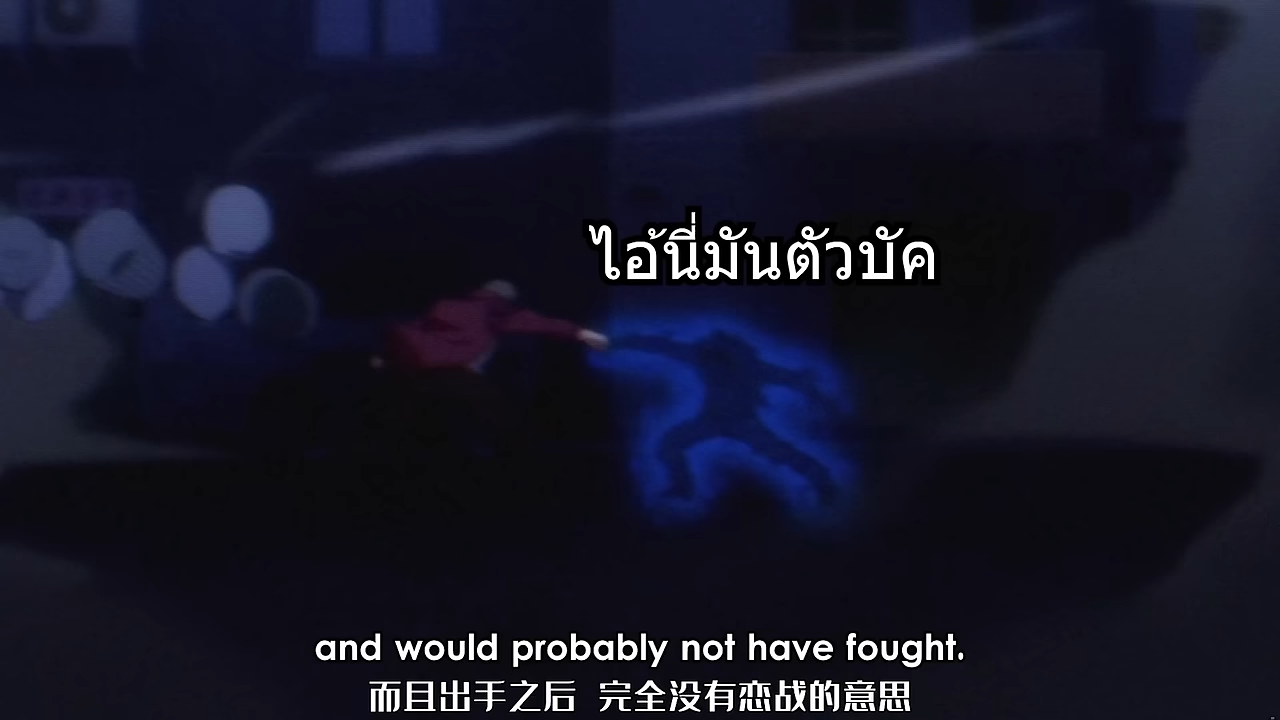 ไอ้นี่มันตัวบัค
and would probably not have fought.
而且出手之后 完全没有恋战的意思